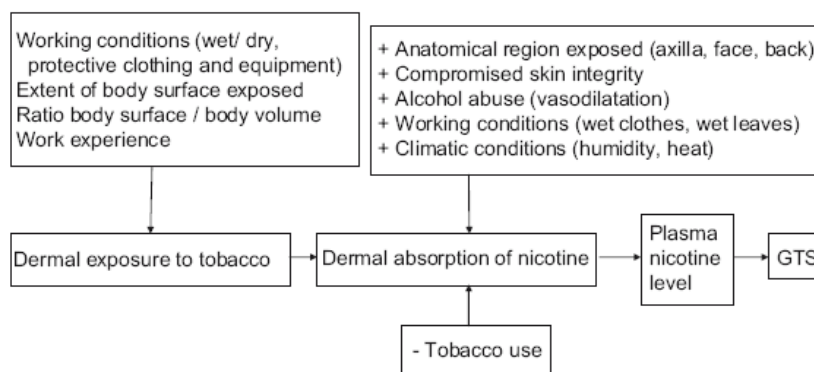 Working conditions (wet/ dry,
protective clothing and equipment)
Extent of body surface exposed
Ratio body surface / body volume
Work experience
+ Anatomical region exposed (axilla, face, back)
+ Compromised skin integrity
+ Alcohol abuse (vasodilatation)
+ Working conditions (wet clothes, wet leaves)
+ Climatic conditions (humidity, heat)
Dermal exposure to tobacco
Dermal absorption of nicotine
Plasma
nicotine
level
GTS
- Tobacco use